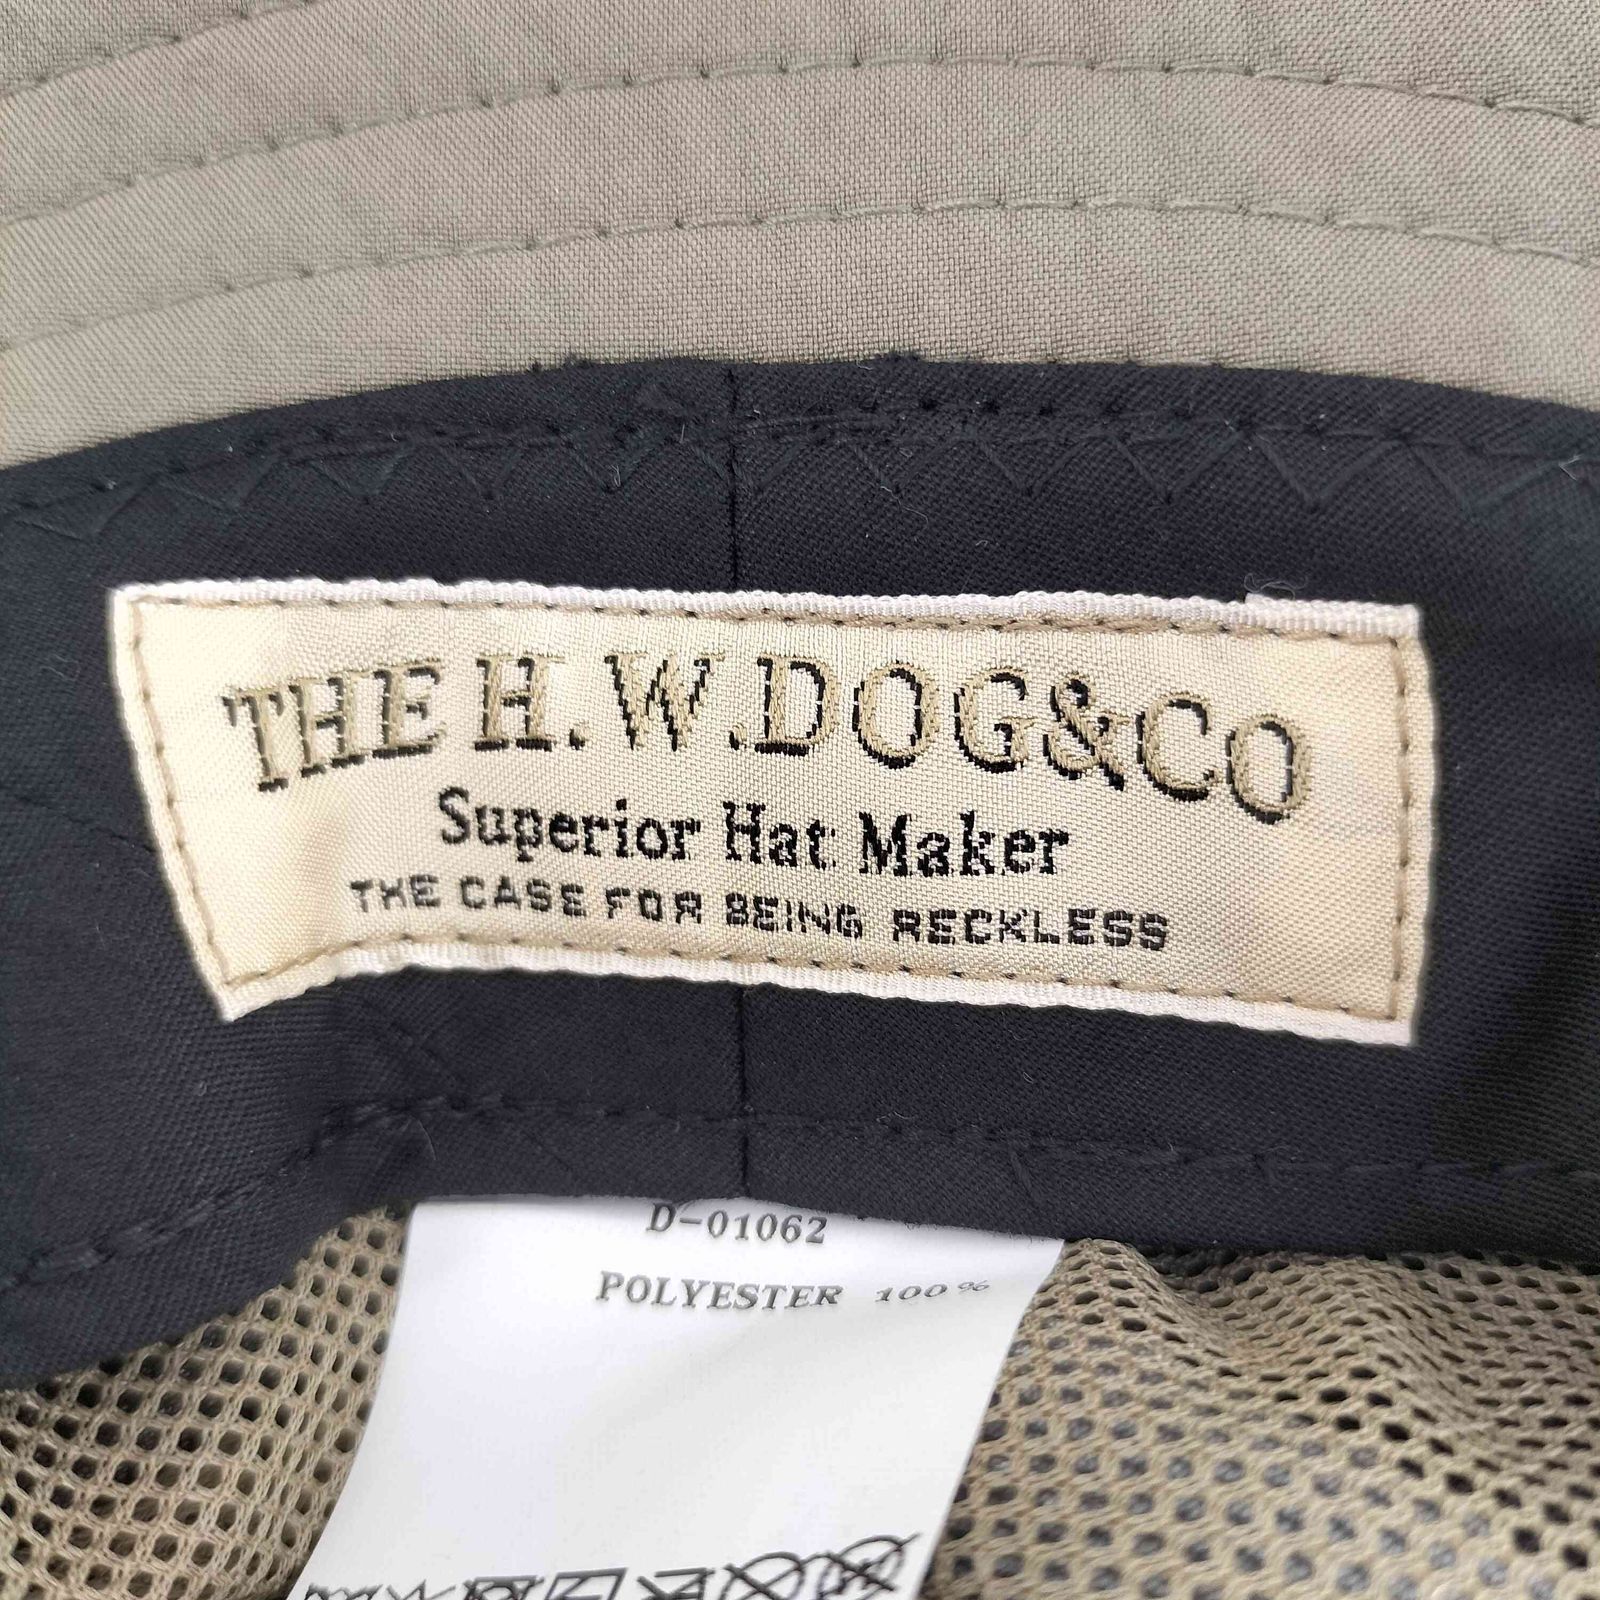 THE H.W.DOG&CO
Superior Hat Maker
THE CASE FOR BEING RECKLESS
D-01062
POLYESTER 100%